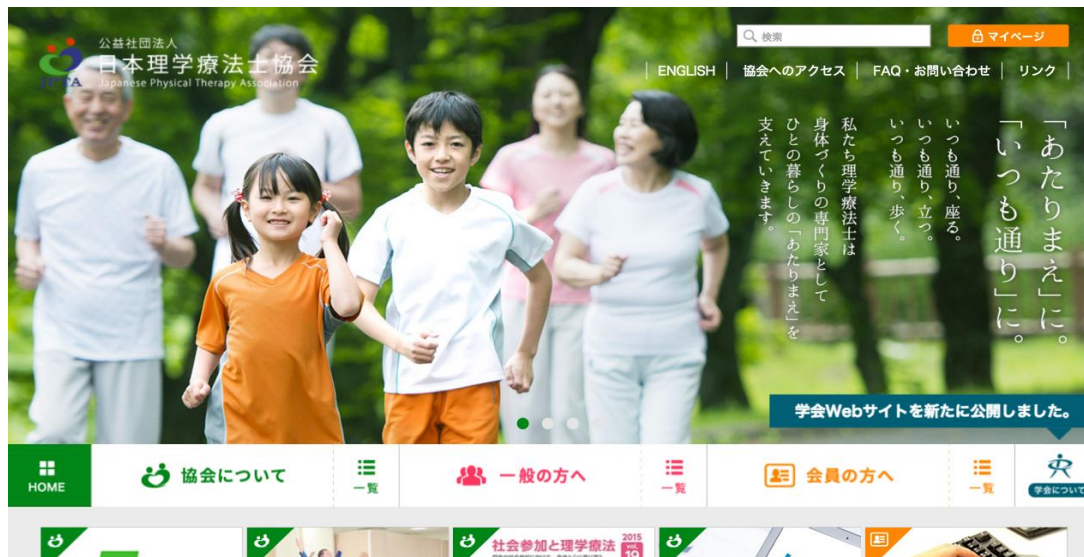 公益社団法人
日本理学療法士協会
Japanese Physical Therapy Association
JPTA
検索
マイページ
ENGLISH
協会へのアクセス
FAQ・お問い合わせ
リンク
「あたりまえ」に。
「いつも通り」に。
いつも通り、座る。
いつも通り、立つ。
いつも通り、歩く。
私たち理学療法士は
身体づくりの専門家として
ひとの暮らしの「あたりまえ」を
支えていきます。
学会Webサイトを新たに公開しました。
HOME
協会について
一覧
一般の方へ
一覧
会員の方へ
一覧
学会について
社会参加と理学療法
2015
vol.
19